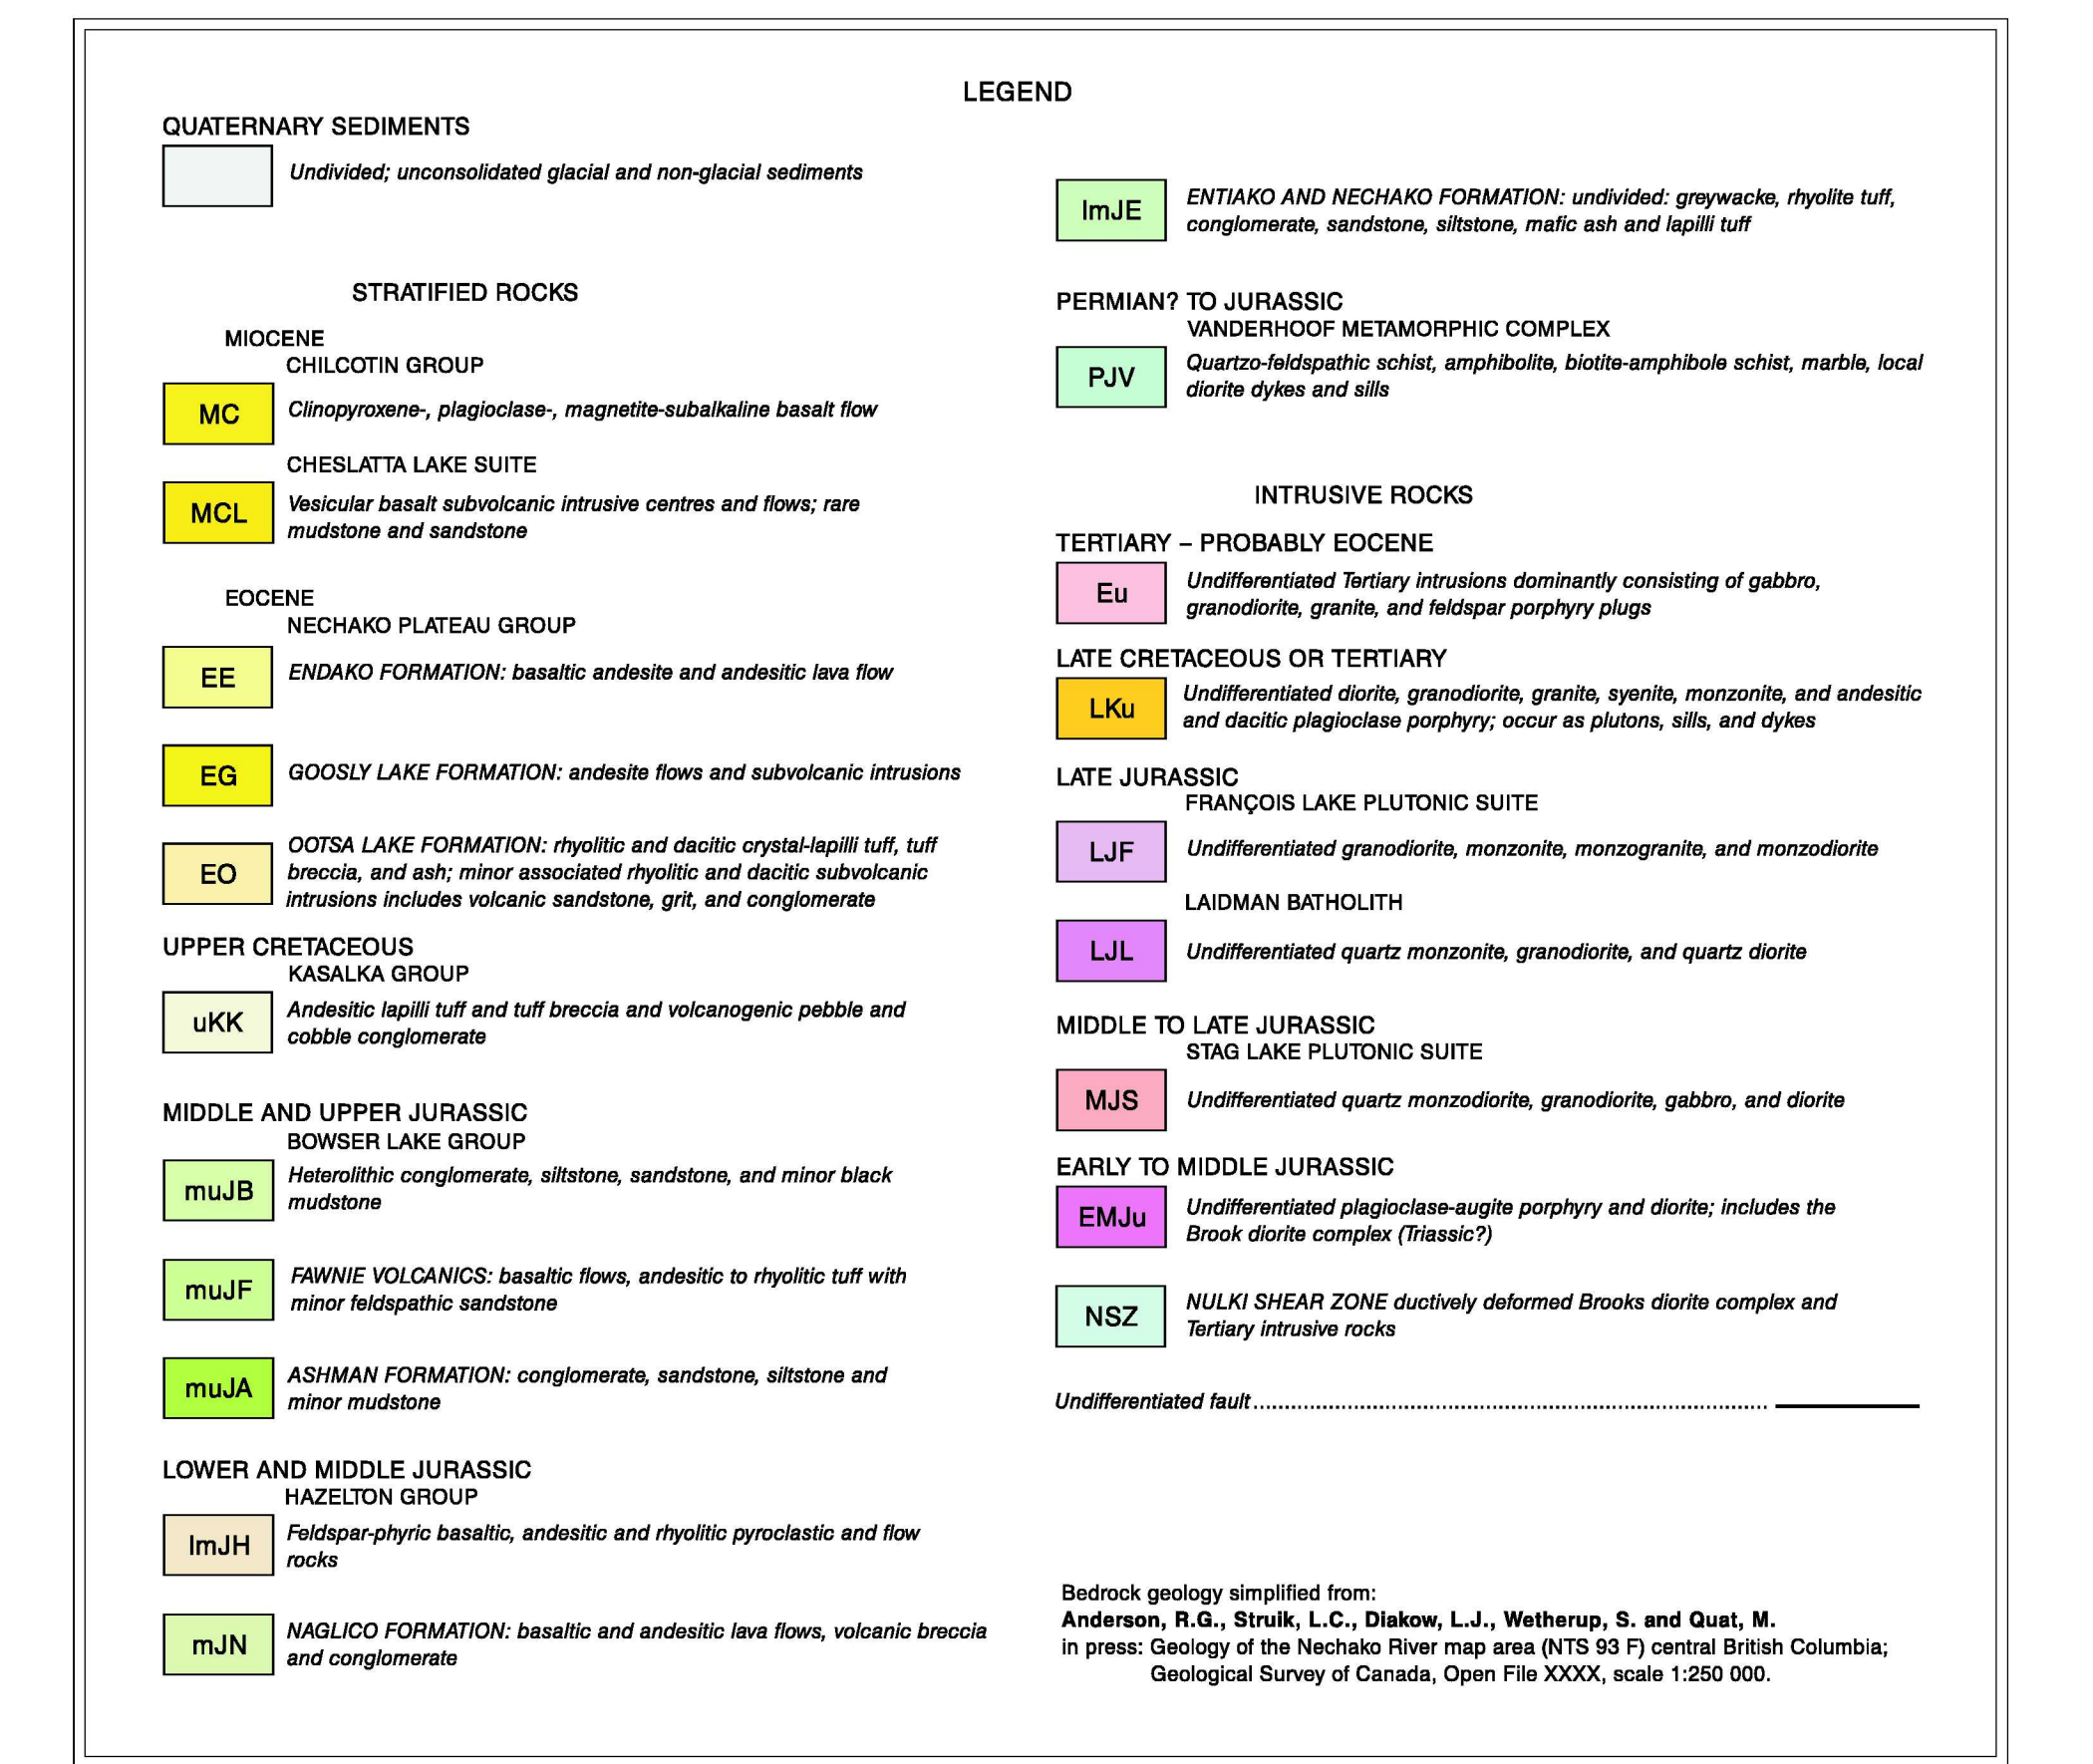 LEGEND
QUATERNARY SEDIMENTS
Undivided; unconsolidated glacial and non-glacial sediments
STRATIFIED ROCKS
MIOCENE
CHILCOTIN GROUP
MC
Clinopyroxene-, plagioclase-, magnetite-subalkaline basalt flow
CHESLATTA LAKE SUITE
MCL
Vesicular basalt subvolcanic intrusive centres and flows; rare
mudstone and sandstone
EOCENE
NECHAKO PLATEAU GROUP
EE
ENDAKO FORMATION: basaltic andesite and andesitic lava flow
EG
GOOSLY LAKE FORMATION: andesite flows and subvolcanic intrusions
EO
OOTSA LAKE FORMATION: rhyolitic and dacitic crystal-lapilli tuff, tuff
breccia, and ash; minor associated rhyolitic and dacitic subvolcanic
intrusions includes volcanic sandstone, grit, and conglomerate
UPPER CRETACEOUS
KASALKA GROUP
uKK
Andesitic lapilli tuff and tuff breccia and volcanogenic pebble and
cobble conglomerate
MIDDLE AND UPPER JURASSIC
BOWSER LAKE GROUP
muJB
Heterolithic conglomerate, siltstone, sandstone, and minor black
mudstone
muJF
FAWNIE VOLCANICS: basaltic flows, andesitic to rhyolitic tuff with
minor feldspathic sandstone
muJA
ASHMAN FORMATION: conglomerate, sandstone, siltstone and
minor mudstone
LOWER AND MIDDLE JURASSIC
HAZELTON GROUP
lmJH
Feldspar-phyric basaltic, andesitic and rhyolitic pyroclastic and flow
rocks
mJN
NAGLICO FORMATION: basaltic and andesitic lava flows, volcanic breccia
and conglomerate
lmJE
ENTIAKO AND NECHAKO FORMATION: undivided: greywacke, rhyolite tuff,
conglomerate, sandstone, siltstone, mafic ash and lapilli tuff
PERMIAN? TO JURASSIC
VANDERHOOF METAMORPHIC COMPLEX
PJV
Quartzo-feldspathic schist, amphibolite, biotite-amphibole schist, marble, local
diorite dykes and sills
INTRUSIVE ROCKS
TERTIARY – PROBABLY EOCENE
Eu
Undifferentiated Tertiary intrusions dominantly consisting of gabbro,
granodiorite, granite, and feldspar porphyry plugs
LATE CRETACEOUS OR TERTIARY
LKu
Undifferentiated diorite, granodiorite, granite, syenite, monzonite, and andesitic
and dacitic plagioclase porphyry; occur as plutons, sills, and dykes
LATE JURASSIC
FRANÇOIS LAKE PLUTONIC SUITE
LJF
Undifferentiated granodiorite, monzonite, monzogranite, and monzodiorite
LAIDMAN BATHOLITH
LJL
Undifferentiated quartz monzonite, granodiorite, and quartz diorite
MIDDLE TO LATE JURASSIC
STAG LAKE PLUTONIC SUITE
MJS
Undifferentiated quartz monzodiorite, granodiorite, gabbro, and diorite
EARLY TO MIDDLE JURASSIC
EMJu
Undifferentiated plagioclase-augite porphyry and diorite; includes the
Brook diorite complex (Triassic?)
NSZ
NULKI SHEAR ZONE ductively deformed Brooks diorite complex and
Tertiary intrusive rocks
Undifferentiated fault
Bedrock geology simplified from:
Anderson, R.G., Struik, L.C., Diakow, L.J., Wetherup, S. and Quat, M.
in press: Geology of the Nechako River map area (NTS 93 F) central British Columbia;
Geological Survey of Canada, Open File XXXX, scale 1:250 000.